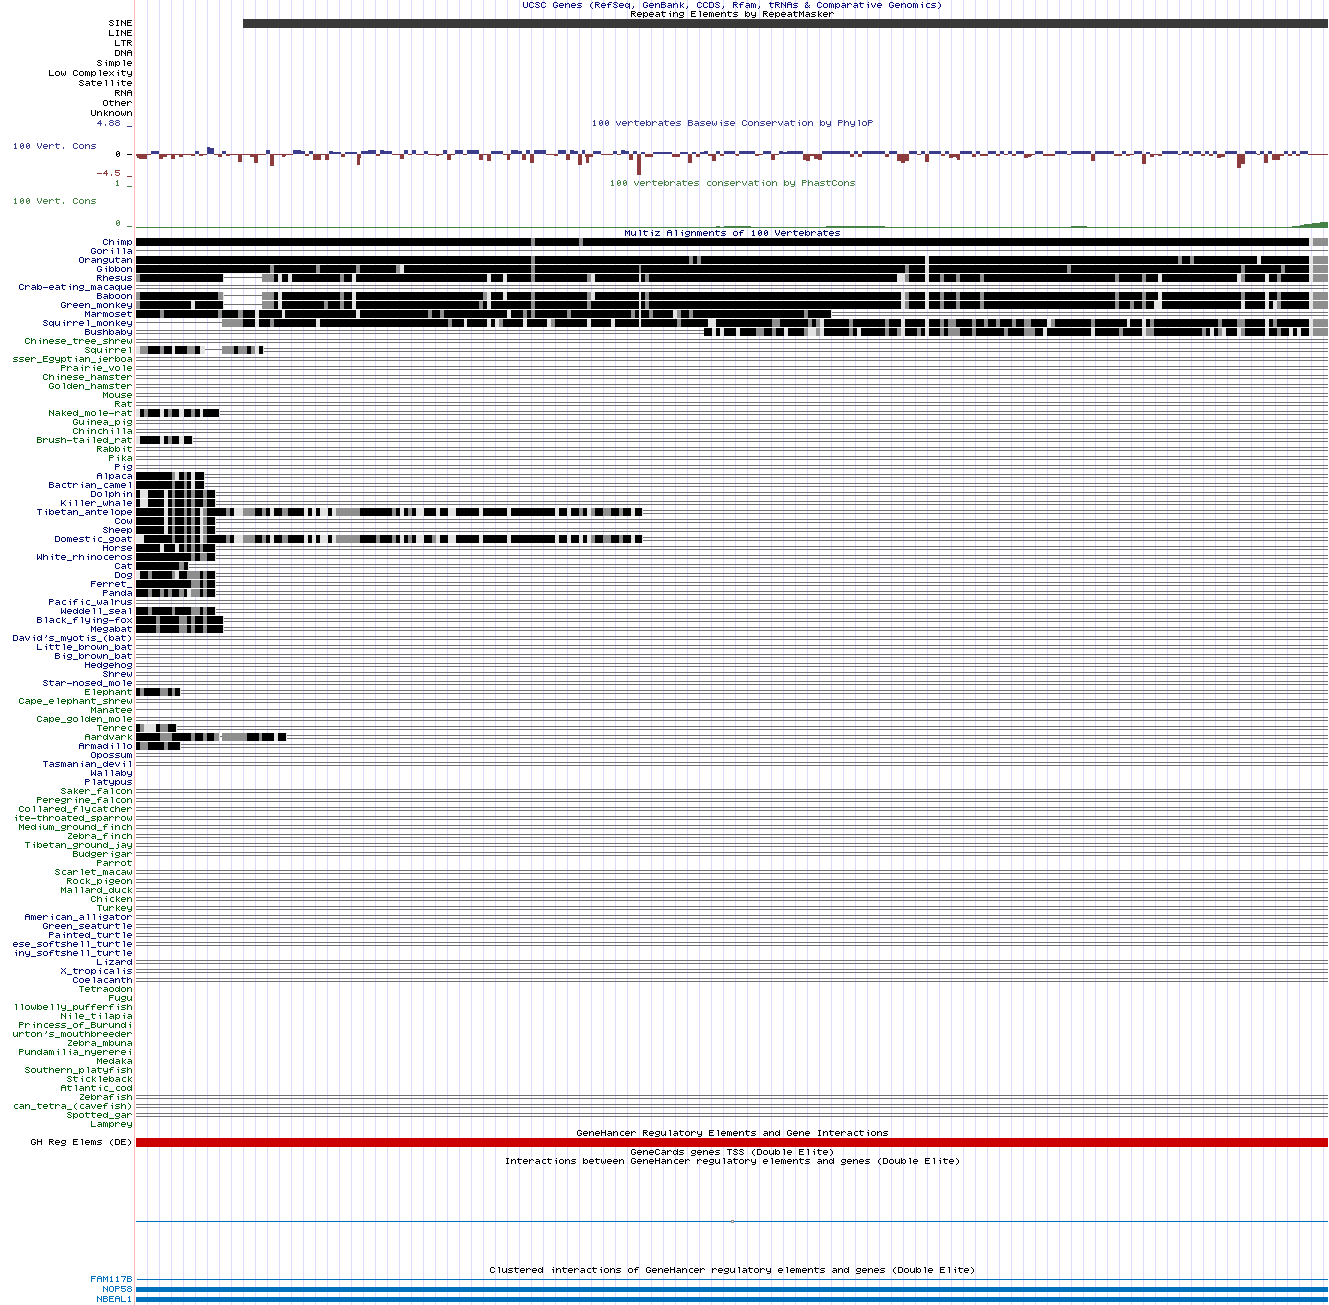 UCSC Genes (RefSeq, GenBank, CCDS, Rfam, tRNAs & Comparative Genomics)
Repeating Elements by RepeatMasker
SINE
LINE
LTR
DNA
Simple
Low Complexity
Satellite
RNA
Other
Unknown
4.88 _
100 vertebrates Basewise Conservation by PhyloP
100 Vert. Cons
0 _
-4.5 _
1 _
100 vertebrates conservation by PhastCons
100 Vert. Cons
0 _
Multiz Alignments of 100 Vertebrates
Chimp
Gorilla
Orangutan
Gibbon
Rhesus
Crab-eating_macaque
Baboon
Green_monkey
Marmoset
Squirrel_monkey
Bushbaby
Chinese_tree_shrew
Squirrel
sser_Egyptian_jerboa
Prairie_vole
Chinese_hamster
Golden_hamster
Mouse
Rat
Naked_mole-rat
Guinea_pig
Chinchilla
Brush-tailed_rat
Rabbit
Pika
Pig
Alpaca
Bactrian_camel
Dolphin
Killer_whale
Tibetan_antelope
Cow
Sheep
Domestic_goat
Horse
White_rhinoceros
Cat
Dog
Ferret_
Panda
Pacific_walrus
Weddell_seal
Black_flying-fox
Megabat
David's_myotis_(bat)
Little_brown_bat
Big_brown_bat
Hedgehog
Shrew
Star-nosed_mole
Elephant
Cape_elephant_shrew
Manatee
Cape_golden_mole
Tenrec
Aardvark
Armadillo
Opossum
Tasmanian_devil
Wallaby
Platypus
Saker_falcon
Peregrine_falcon
Collared_flycatcher
ite-throated_sparrow
Medium_ground_finch
Zebra_finch
Tibetan_ground_jay
Budgerigar
Parrot
Scarlet_macaw
Rock_pigeon
Mallard_duck
Chicken
Turkey
American_alligator
Green_seaturtle
Painted_turtle
ese_softshell_turtle
iny_softshell_turtle
Lizard
X_tropicalis
Coelacanth
Tetraodon
Fugu
llowbelly_pufferfish
Nile_tilapia
Princess_of_Burundi
urton's_mouthbreeder
Zebra_mbuna
Pundamilia_nyererei
Medaka
Southern_platyfish
Stickleback
Atlantic_cod
Zebrafish
can_tetra_(cavefish)
Spotted_gar
Lamprey
GeneHancer Regulatory Elements and Gene Interactions
GH Reg Elems (DE)
GeneCards genes TSS (Double Elite)
Interactions between GeneHancer regulatory elements and genes (Double Elite)
Clustered interactions of GeneHancer regulatory elements and genes (Double Elite)
FAM117B
NOP58
NBEAL1